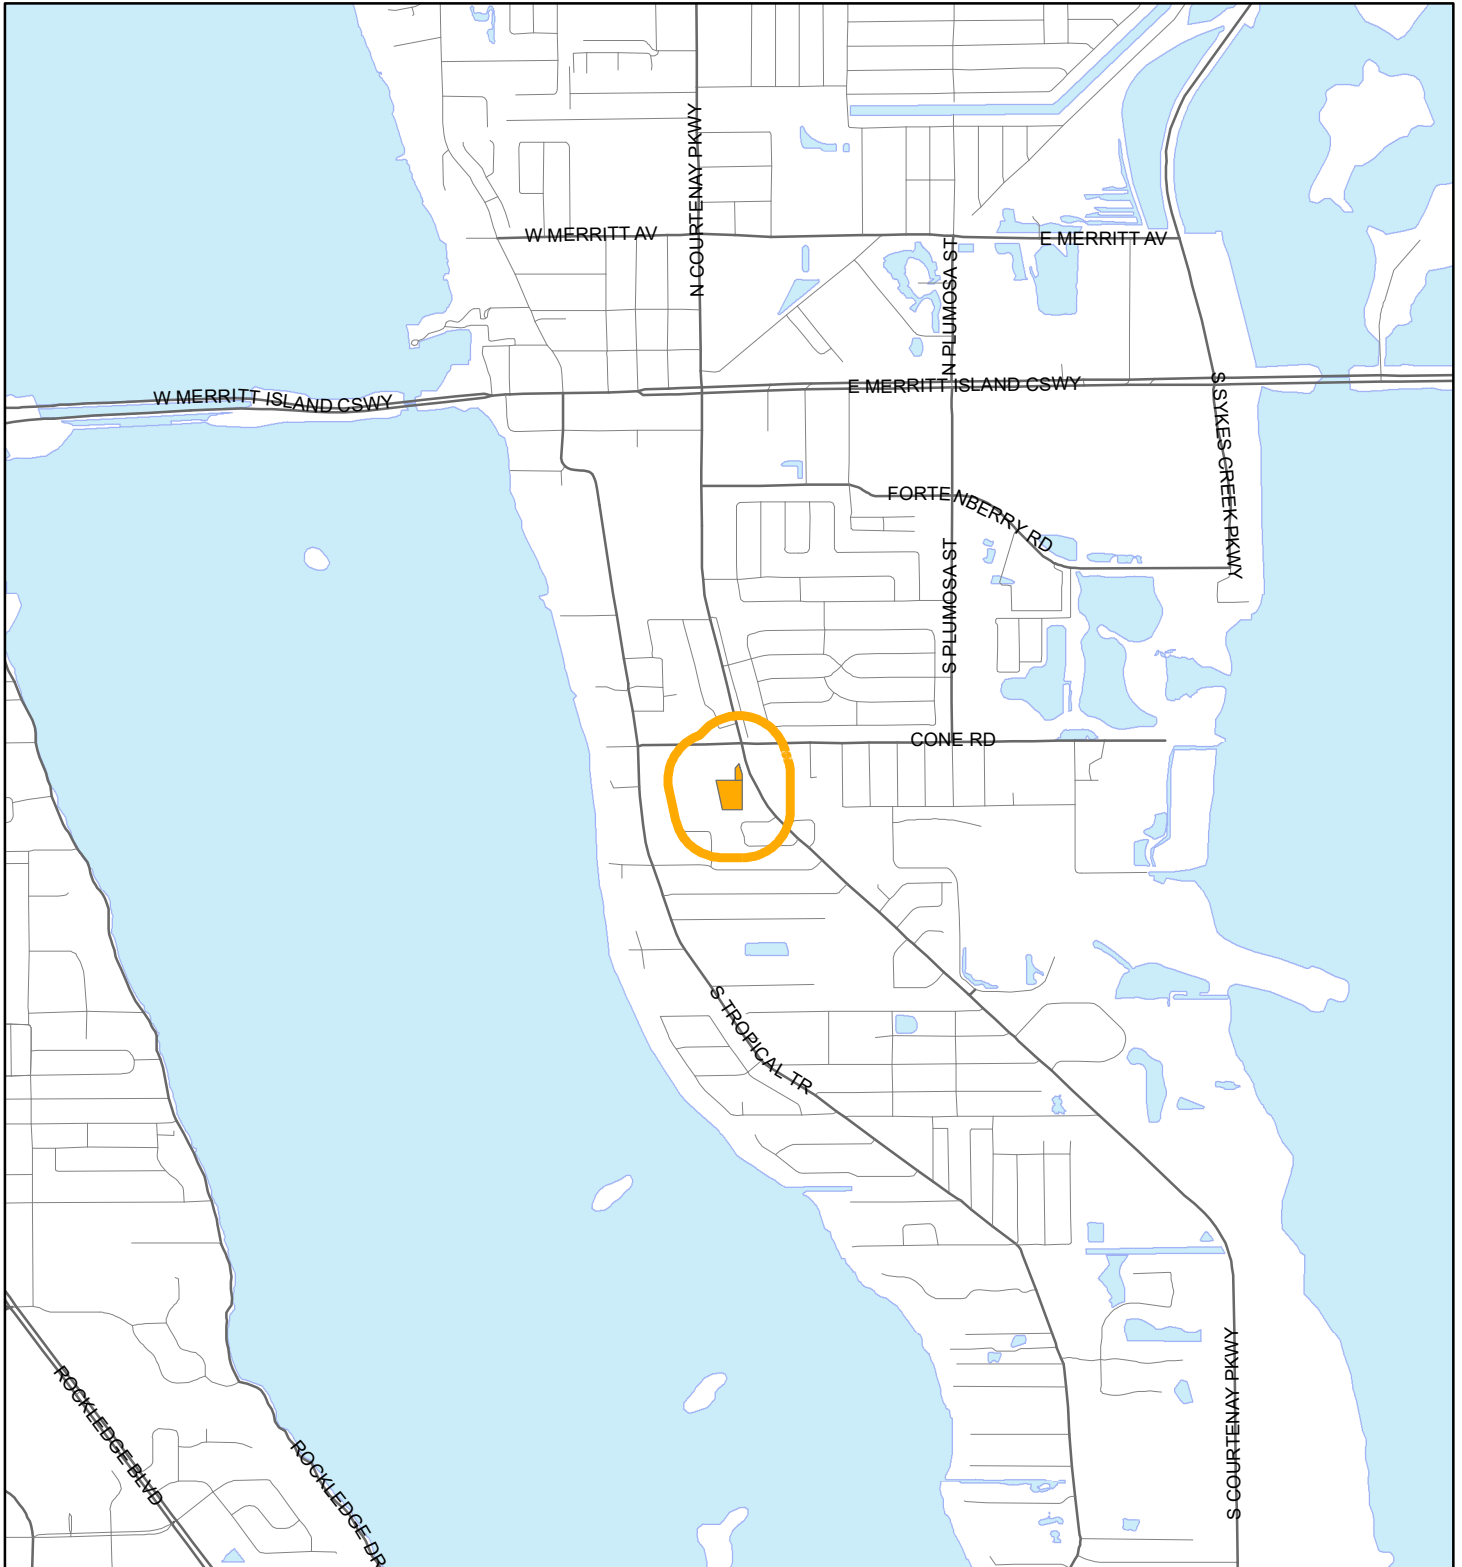 N COURTENAY PKWY
W MERRITT AV
E MERRITT AV
N PLUMOSA ST
W MERRITT ISLAND CSWY
E MERRITT ISLAND CSWY
S SYKES CREEK PKWY
FORTENBERRY RD
S PLUMOSA ST
CONE RD
S TROPICAL TR
S COURTENAY PKWY
ROCKLEDGE BLVD
ROCKLEDGE DR